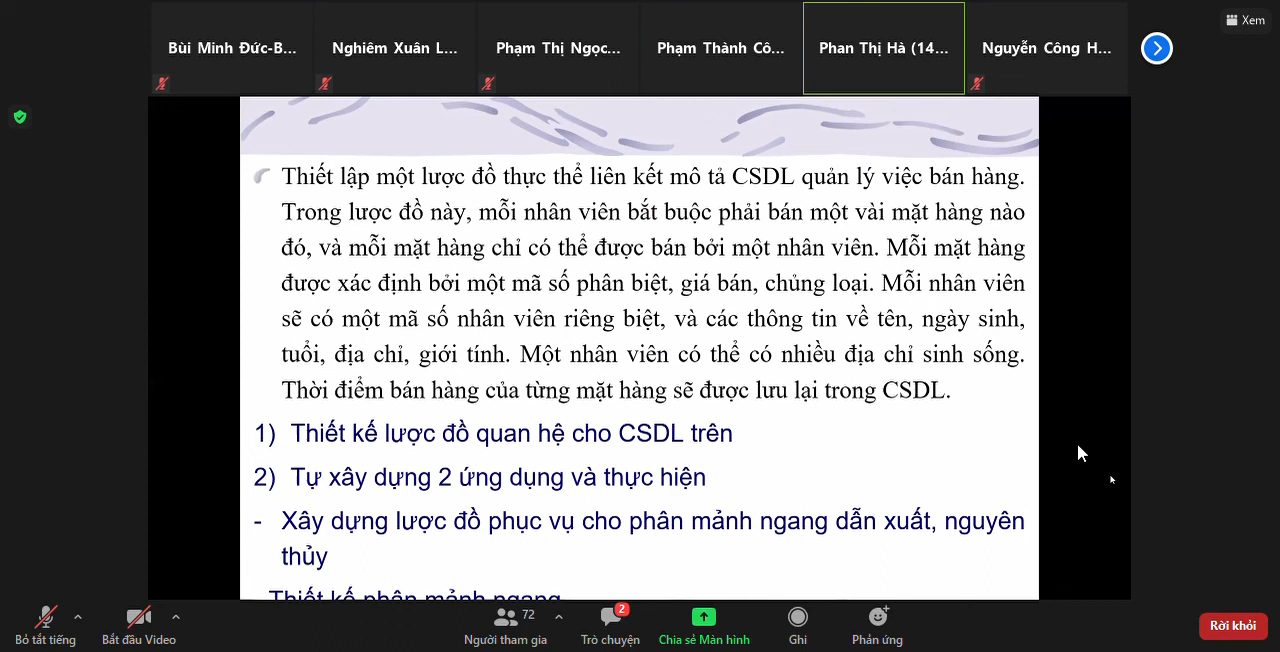 Bùi Minh Đức-B...
Nghiêm Xuân L...
Phạm Thị Ngọc...
Phạm Thành Cô...
Phan Thị Hà (14...
Nguyễn Công H...
Xem
Thiết lập một lược đồ thực thể liên kết mô tả CSDL quản lý việc bán hàng.
Trong lược đồ này, mỗi nhân viên bắt buộc phải bán một vài mặt hàng nào
đó, và mỗi mặt hàng chỉ có thể được bán bởi một nhân viên. Mỗi mặt hàng
được xác định bởi một mã số phân biệt, giá bán, chủng loại. Mỗi nhân viên
sẽ có một mã số nhân viên riêng biệt, và các thông tin về tên, ngày sinh,
tuổi, địa chỉ, giới tính. Một nhân viên có thể có nhiều địa chỉ sinh sống.
Thời điểm bán hàng của từng mặt hàng sẽ được lưu lại trong CSDL.
1) Thiết kế lược đồ quan hệ cho CSDL trên
2) Tự xây dựng 2 ứng dụng và thực hiện
- Xây dựng lược đồ phục vụ cho phân mảnh ngang dẫn xuất, nguyên
thủy
Thiết kế phân mảnh ngang
72
2
Bỏ tắt tiếng
Bắt đầu Video
Người tham gia
Trò chuyện
Chia sẻ Màn hình
Ghi
Phản ứng
Rời khỏi